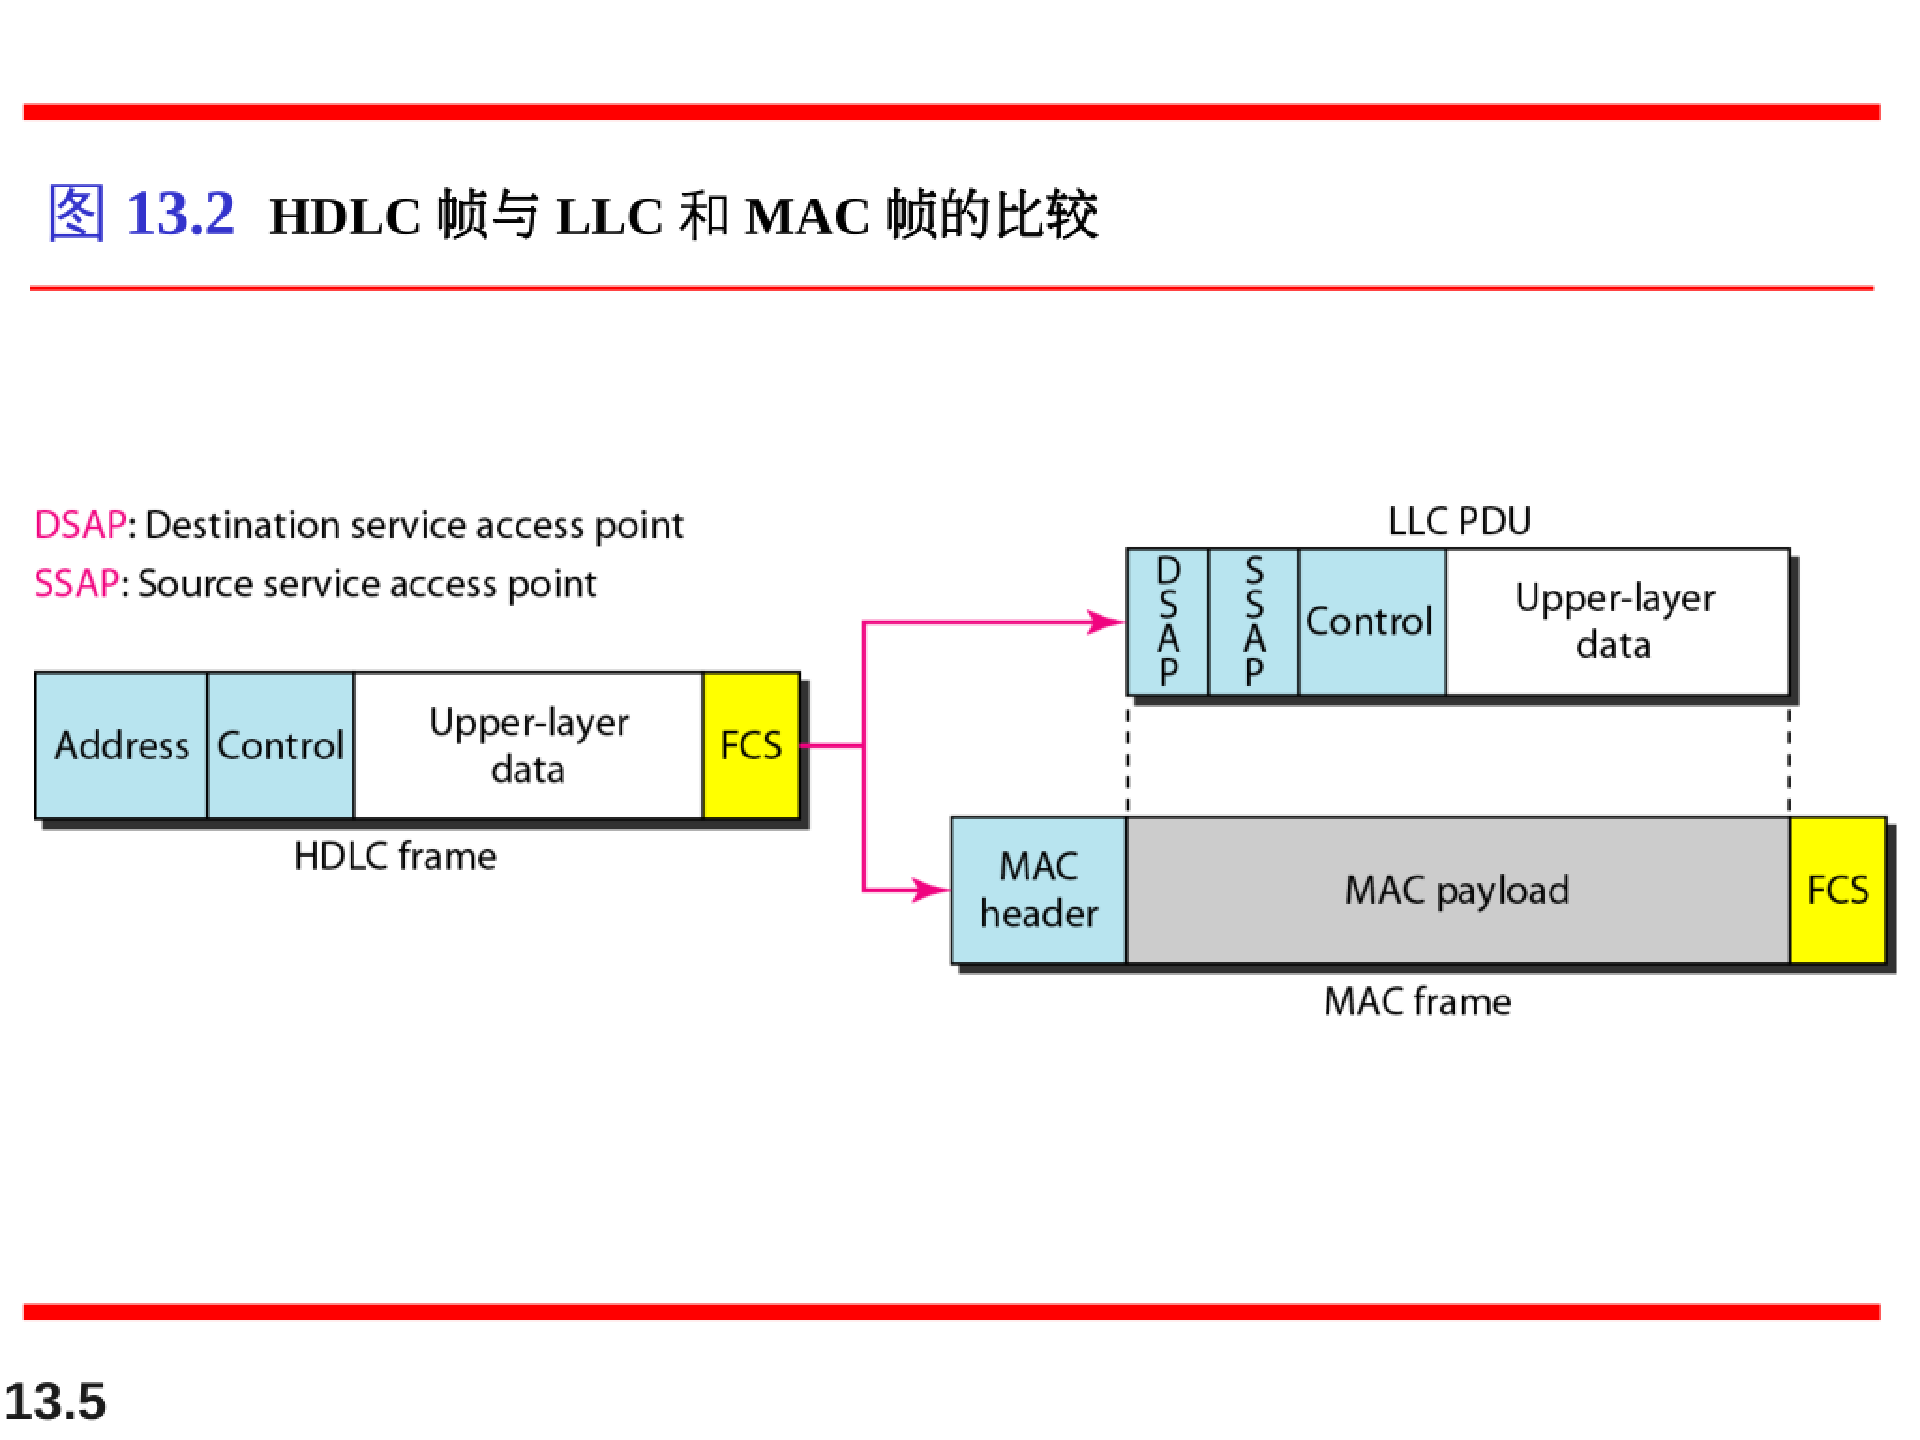 图 13.2 HDLC 帧与 LLC 和 MAC 帧的比较
DSAP: Destination service access point
SSAP: Source service access point
LLC PDU
DSAP
SSAP
Control
Upper-layer
data
Address
Control
Upper-layer
data
FCS
HDLC frame
MAC
header
MAC payload
FCS
MAC frame
13.5